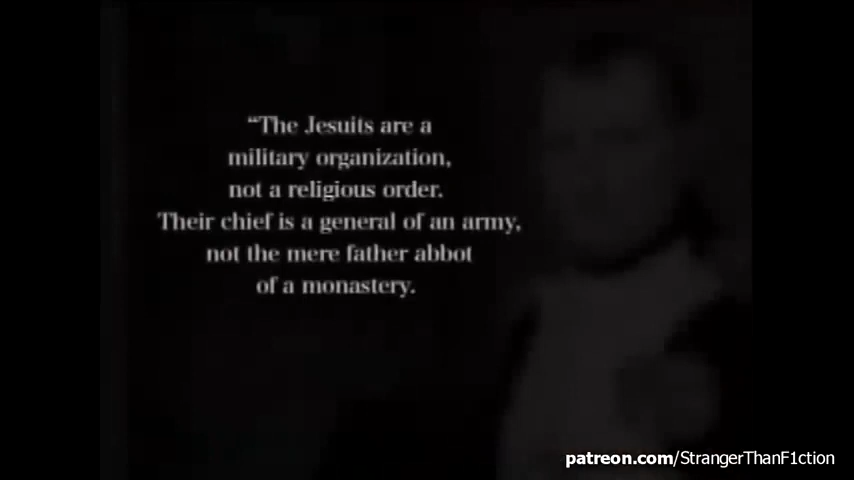 “The Jesuits are a
military organization,
not a religious order.
Their chief is a general of an army,
not the mere father abbot
of a monastery.
patreon.com/StrangerThanF1ction